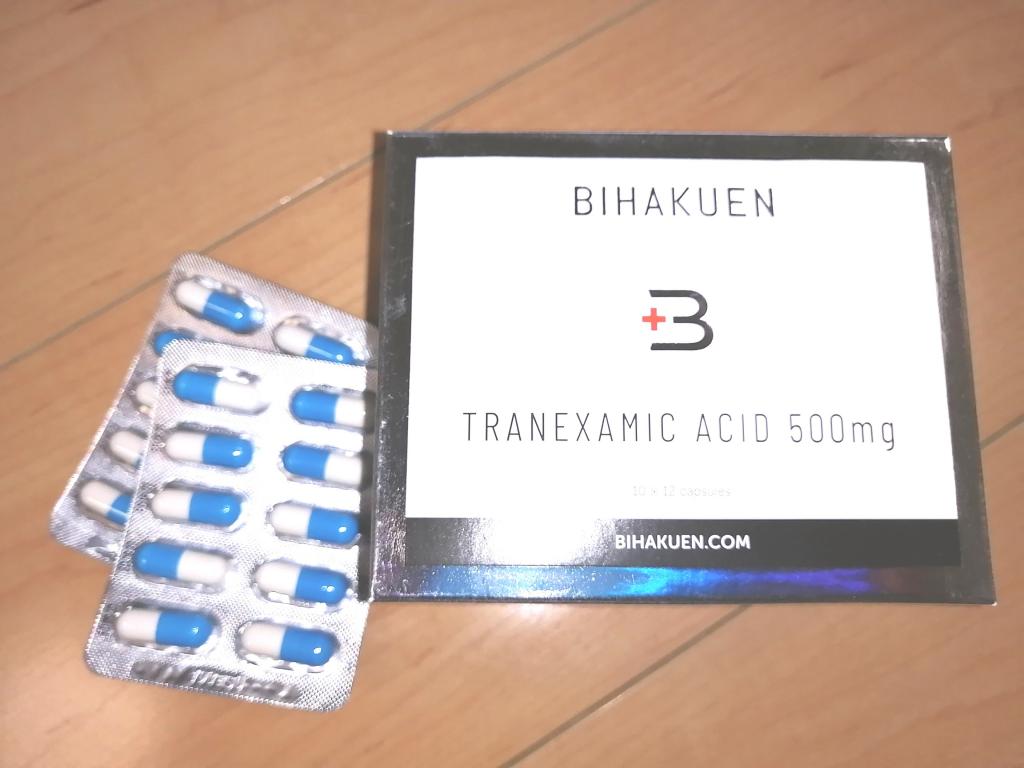 BIHAKUEN
+B
TRANEXAMIC ACID 500mg
10 x 12 capsules
BIHAKUEN.COM